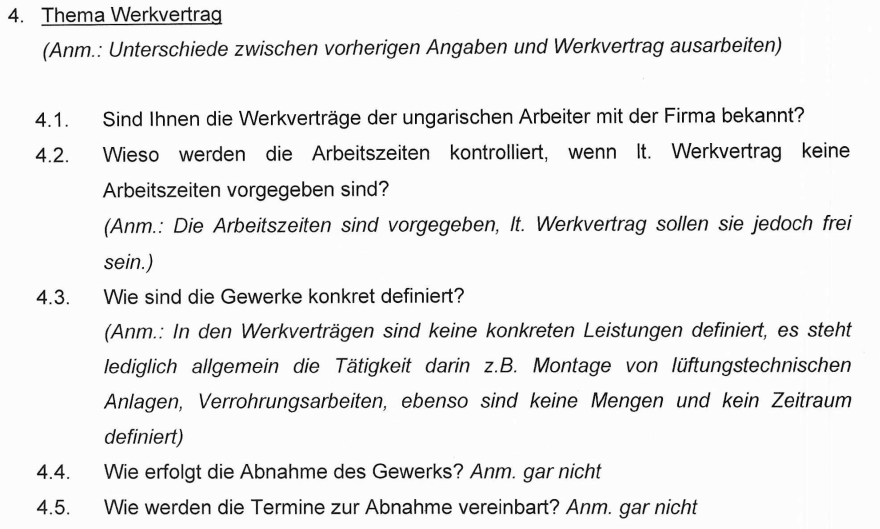 4. Thema Werkvertrag
(Anm.: Unterschiede zwischen vorherigen Angaben und Werkvertrag ausarbeiten)
4.1. Sind Ihnen die Werkverträge der ungarischen Arbeiter mit der Firma bekannt?
4.2. Wieso werden die Arbeitszeiten kontrolliert, wenn lt. Werkvertrag keine
Arbeitszeiten vorgegeben sind?
(Anm.: Die Arbeitszeiten sind vorgegeben, lt. Werkvertrag sollen sie jedoch frei
sein.)
4.3. Wie sind die Gewerke konkret definiert?
(Anm.: In den Werkverträgen sind keine konkreten Leistungen definiert, es steht
lediglich allgemein die Tätigkeit darin z.B. Montage von lüftungstechnischen
Anlagen, Verrohrungsarbeiten, ebenso sind keine Mengen und kein Zeitraum
definiert)
4.4. Wie erfolgt die Abnahme des Gewerks? Anm. gar nicht
4.5. Wie werden die Termine zur Abnahme vereinbart? Anm. gar nicht